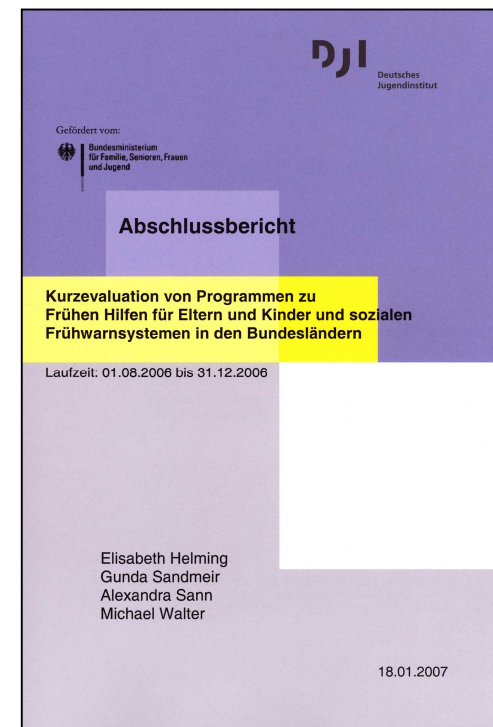 DJI
Deutsches
Jugendinstitut
Gefördert vom:
Bundesministerium
für Familie, Senioren, Frauen
und Jugend
Abschlussbericht
Kurzevaluation von Programmen zu
Frühen Hilfen für Eltern und Kinder und sozialen
Frühwarnsystemen in den Bundesländern
Laufzeit: 01.08.2006 bis 31.12.2006
Elisabeth Helming
Gunda Sandmeir
Alexandra Sann
Michael Walter
18.01.2007